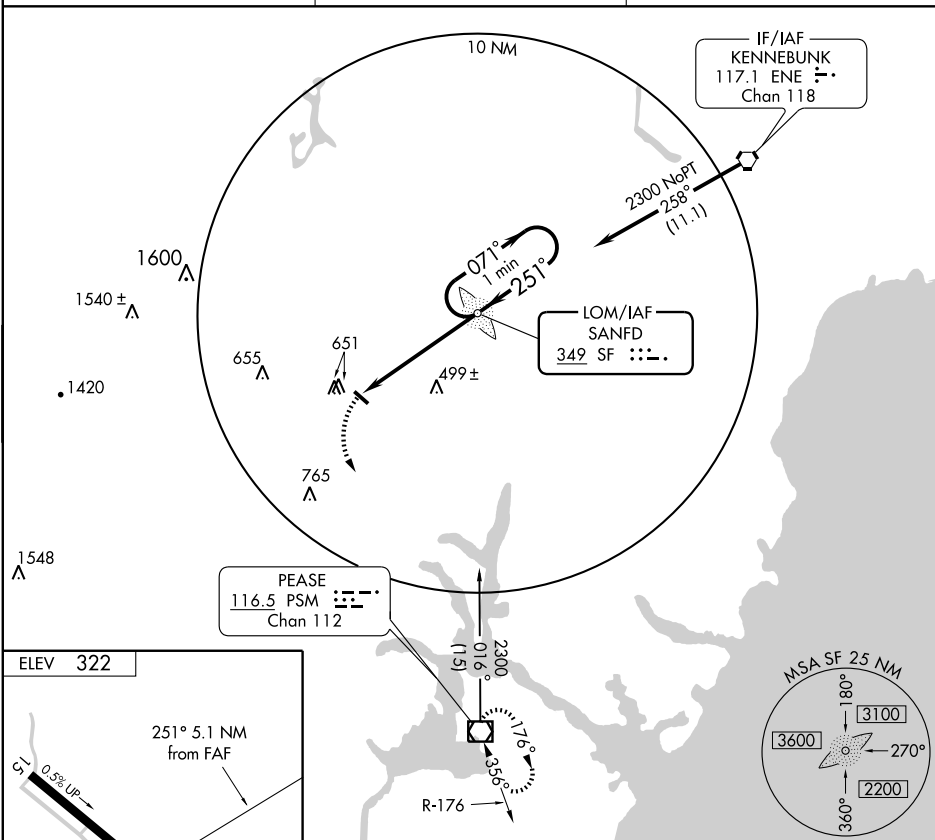 10 NM
IF/IAF
KENNEBUNK
117.1 ENE
Chan 118
2300 NoPT
258°
(11.1)
071°
1 min
251°
1600
1540 ±
1420
655
651
499 ±
LOM/IAF
SANFD
349 SF
765
1548
PEASE
116.5 PSM
Chan 112
2300
016°
(15)
176°
356°
R-176
ELEV 322
251° 5.1 NM
from FAF
15
0.5% UP
MSA SF 25 NM
180°
3100
3600
270°
2200
360°